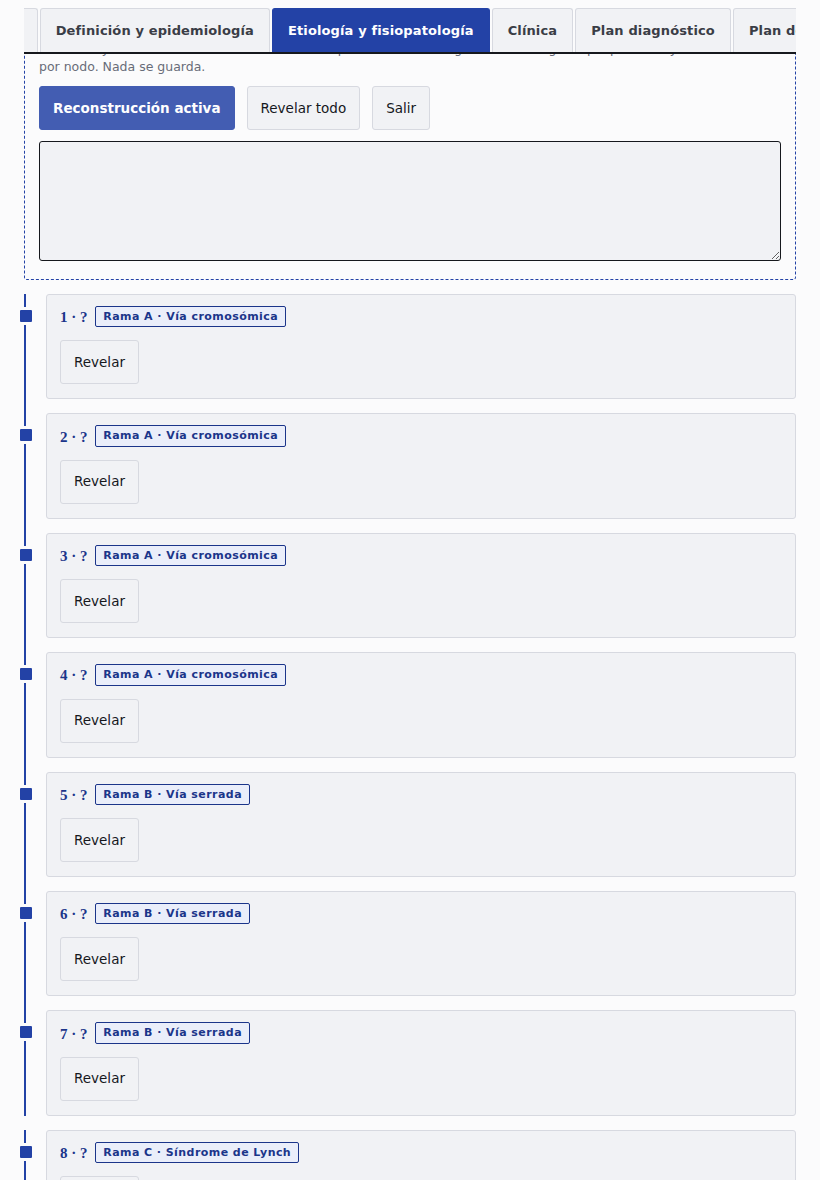 Definición y epidemiología
Etiología y fisiopatología
Clínica
Plan diagnóstico
Plan d
por nodo. Nada se guarda.
Reconstrucción activa
Revelar todo
Salir
1 · ?
Rama A · Vía cromosómica
Revelar
2 · ?
Rama A · Vía cromosómica
Revelar
3 · ?
Rama A · Vía cromosómica
Revelar
4 · ?
Rama A · Vía cromosómica
Revelar
5 · ?
Rama B · Vía serrada
Revelar
6 · ?
Rama B · Vía serrada
Revelar
7 · ?
Rama B · Vía serrada
Revelar
8 · ?
Rama C · Síndrome de Lynch